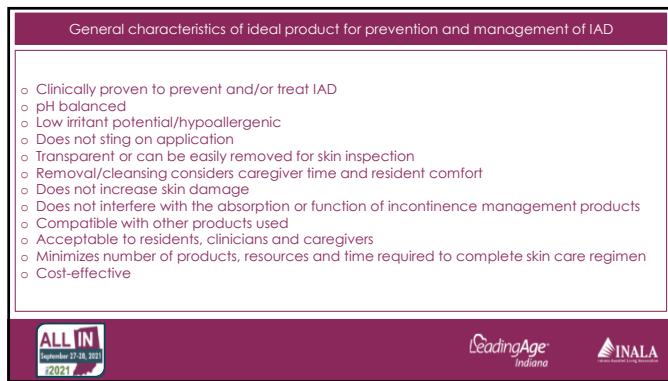 General characteristics of ideal product for prevention and management of IAD
o Clinically proven to prevent and/or treat IAD
o pH balanced
o Low irritant potential/hypoallergenic
o Does not sting on application
o Transparent or can be easily removed for skin inspection
o Removal/cleansing considers caregiver time and resident comfort
o Does not increase skin damage
o Does not interfere with the absorption or function of incontinence management products
o Compatible with other products used
o Acceptable to residents, clinicians and caregivers
o Minimizes number of products, resources and time required to complete skin care regimen
o Cost-effective
ALL IN
September 27-28, 2021
#2021
LeadingAge
Indiana
INALA
Indiana Assisted Living Association